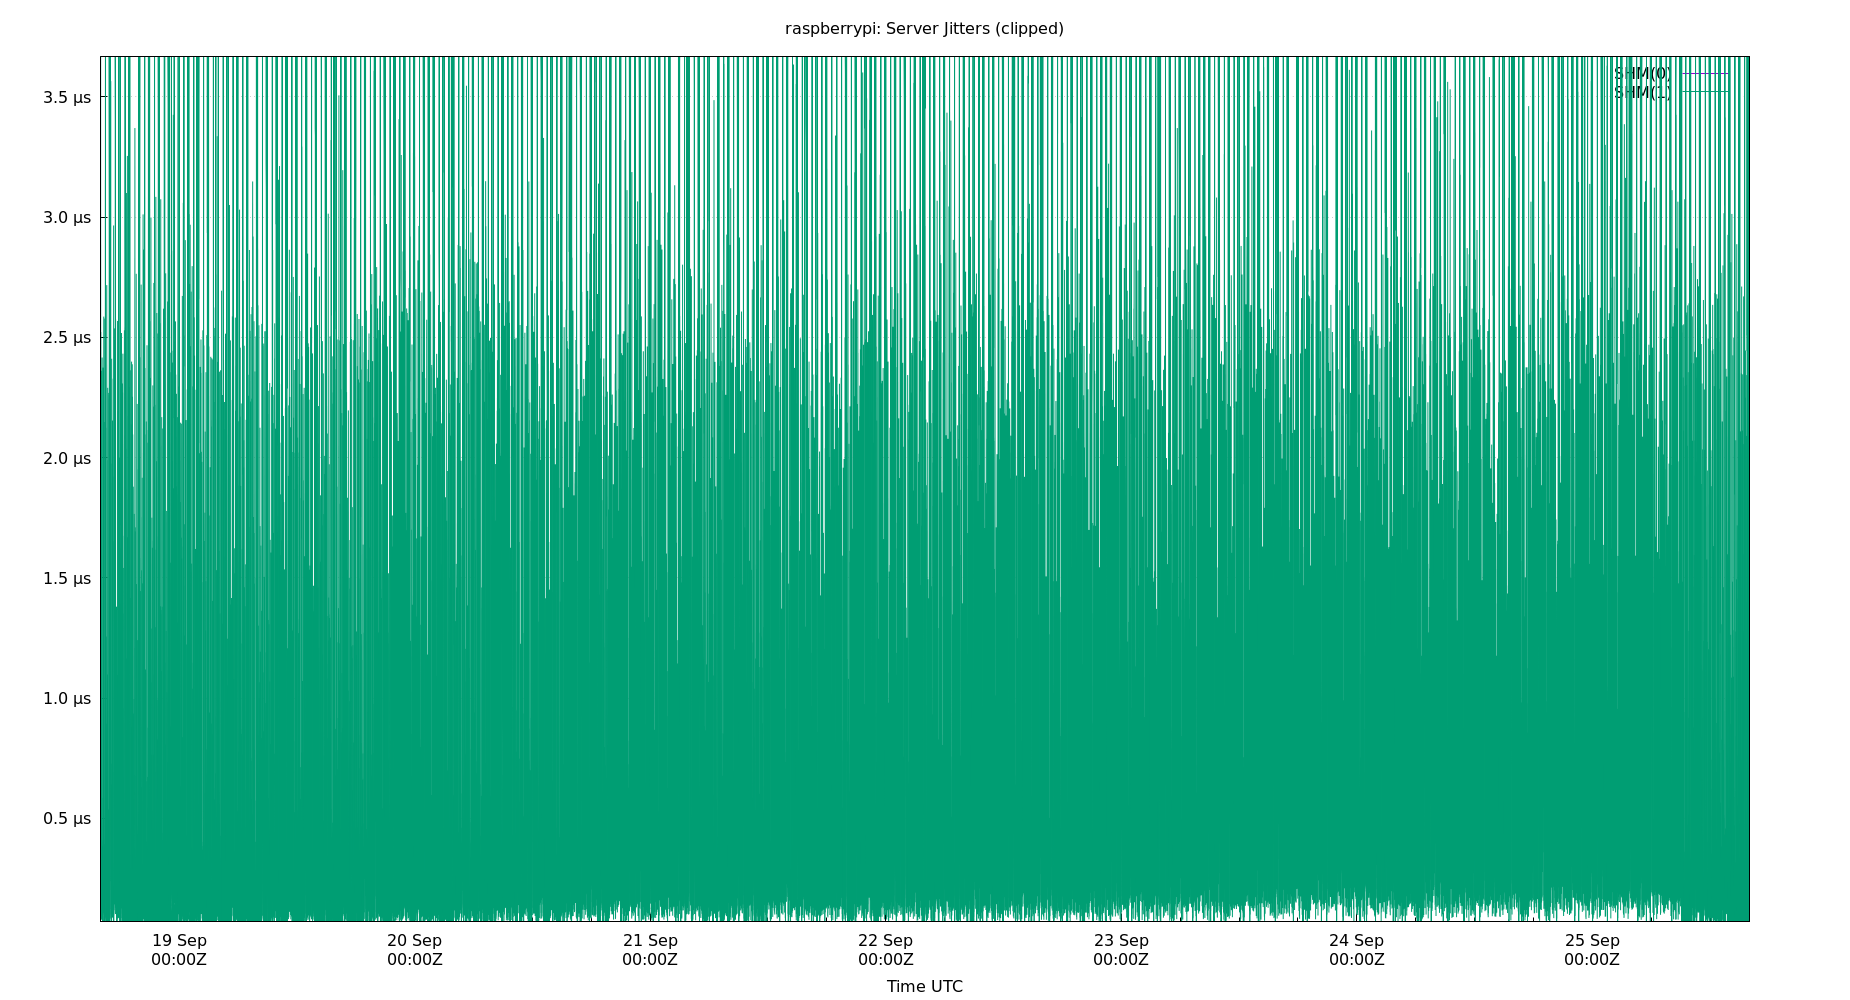 raspberrypi: Server Jitters (clipped)
SHM(0)
SHM(1)
3.5 µs
3.0 µs
2.5 µs
2.0 µs
1.5 µs
1.0 µs
0.5 µs
19 Sep 20 Sep 21 Sep 22 Sep 23 Sep 24 Sep 25 Sep
00:00Z 00:00Z 00:00Z 00:00Z 00:00Z 00:00Z 00:00Z
Time UTC